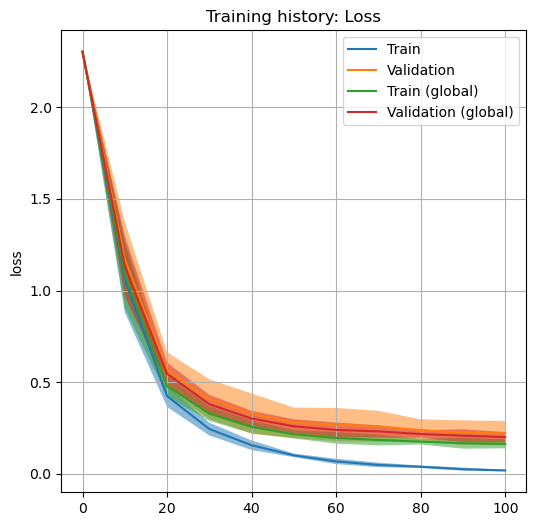 Training history: Loss
Train
Validation
Train (global)
Validation (global)
loss
2.0
1.5
1.0
0.5
0.0
0 20 40 60 80 100